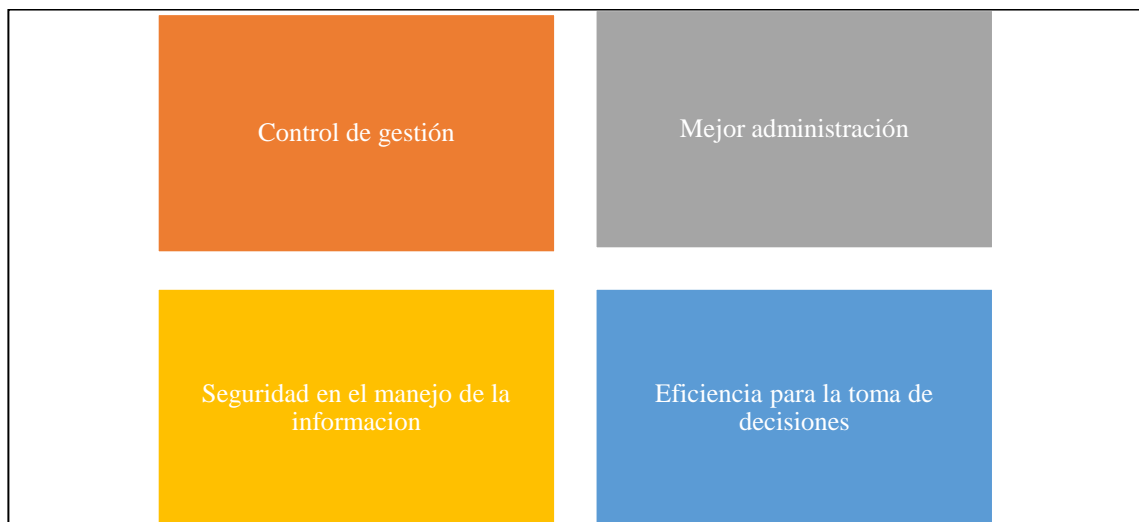 Control de gestión
Mejor administración
Seguridad en el manejo de la
informacion
Eficiencia para la toma de
decisiones